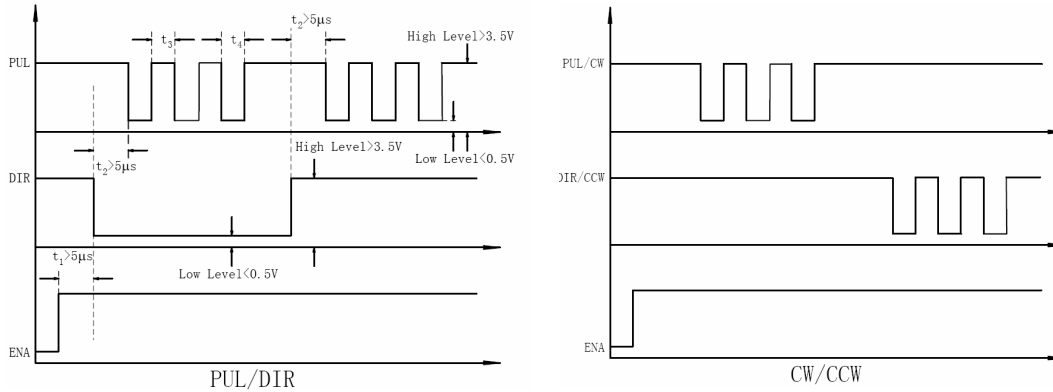 t2>5μs
High Level>3.5V
t3
t4
PUL
High Level>3.5V
Low Level<0.5V
t2>5μs
DIR
t1>5μs
Low Level<0.5V
ENA
PUL/DIR
PUL/CW
DIR/CCW
ENA
CW/CCW